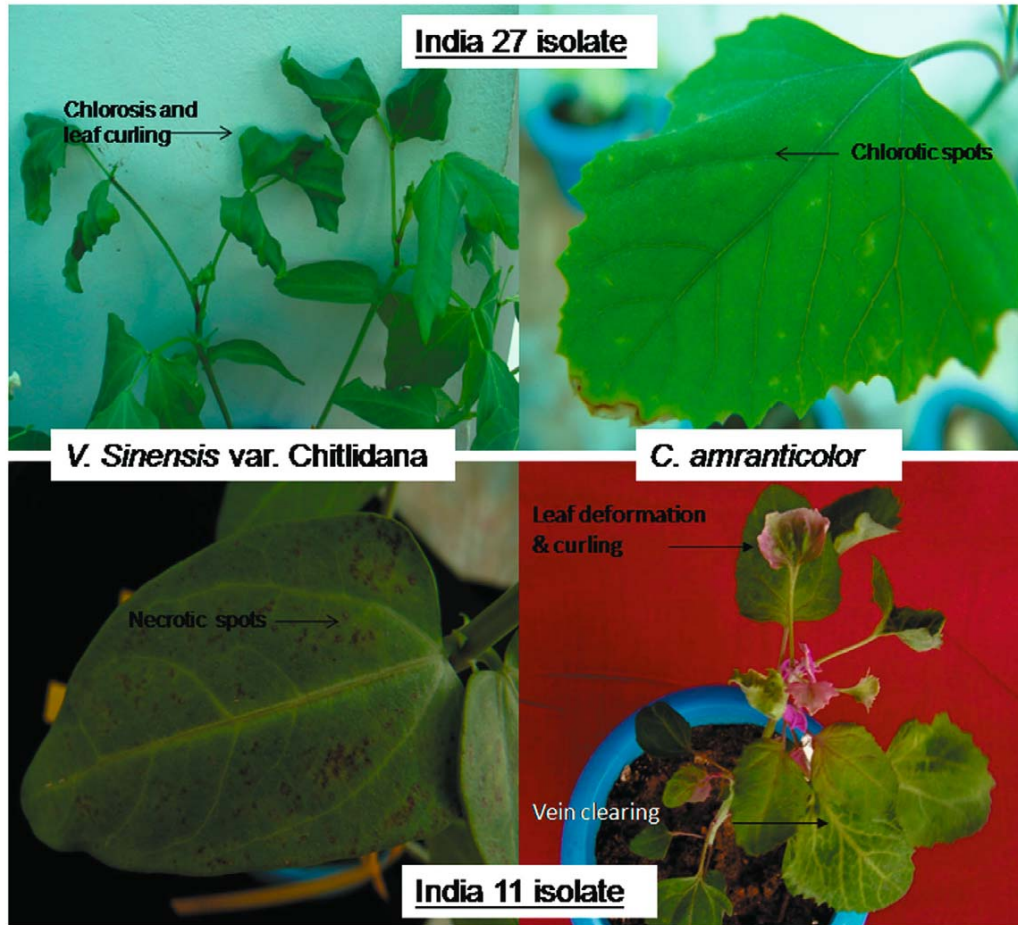 India 27 isolate
Chlorosis and
leaf curling
Chlorotic spots
V. Sinensis var. Chitlidana
C. amranticolor
Leaf deformation
& curling
Necrotic spots
Vein clearing
India 11 isolate